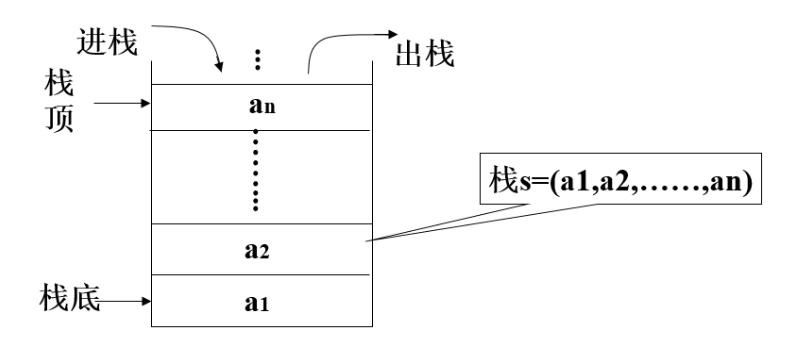 进栈
出栈
栈
顶
an
栈s=(a1,a2,……,an)
a2
栈底
a1